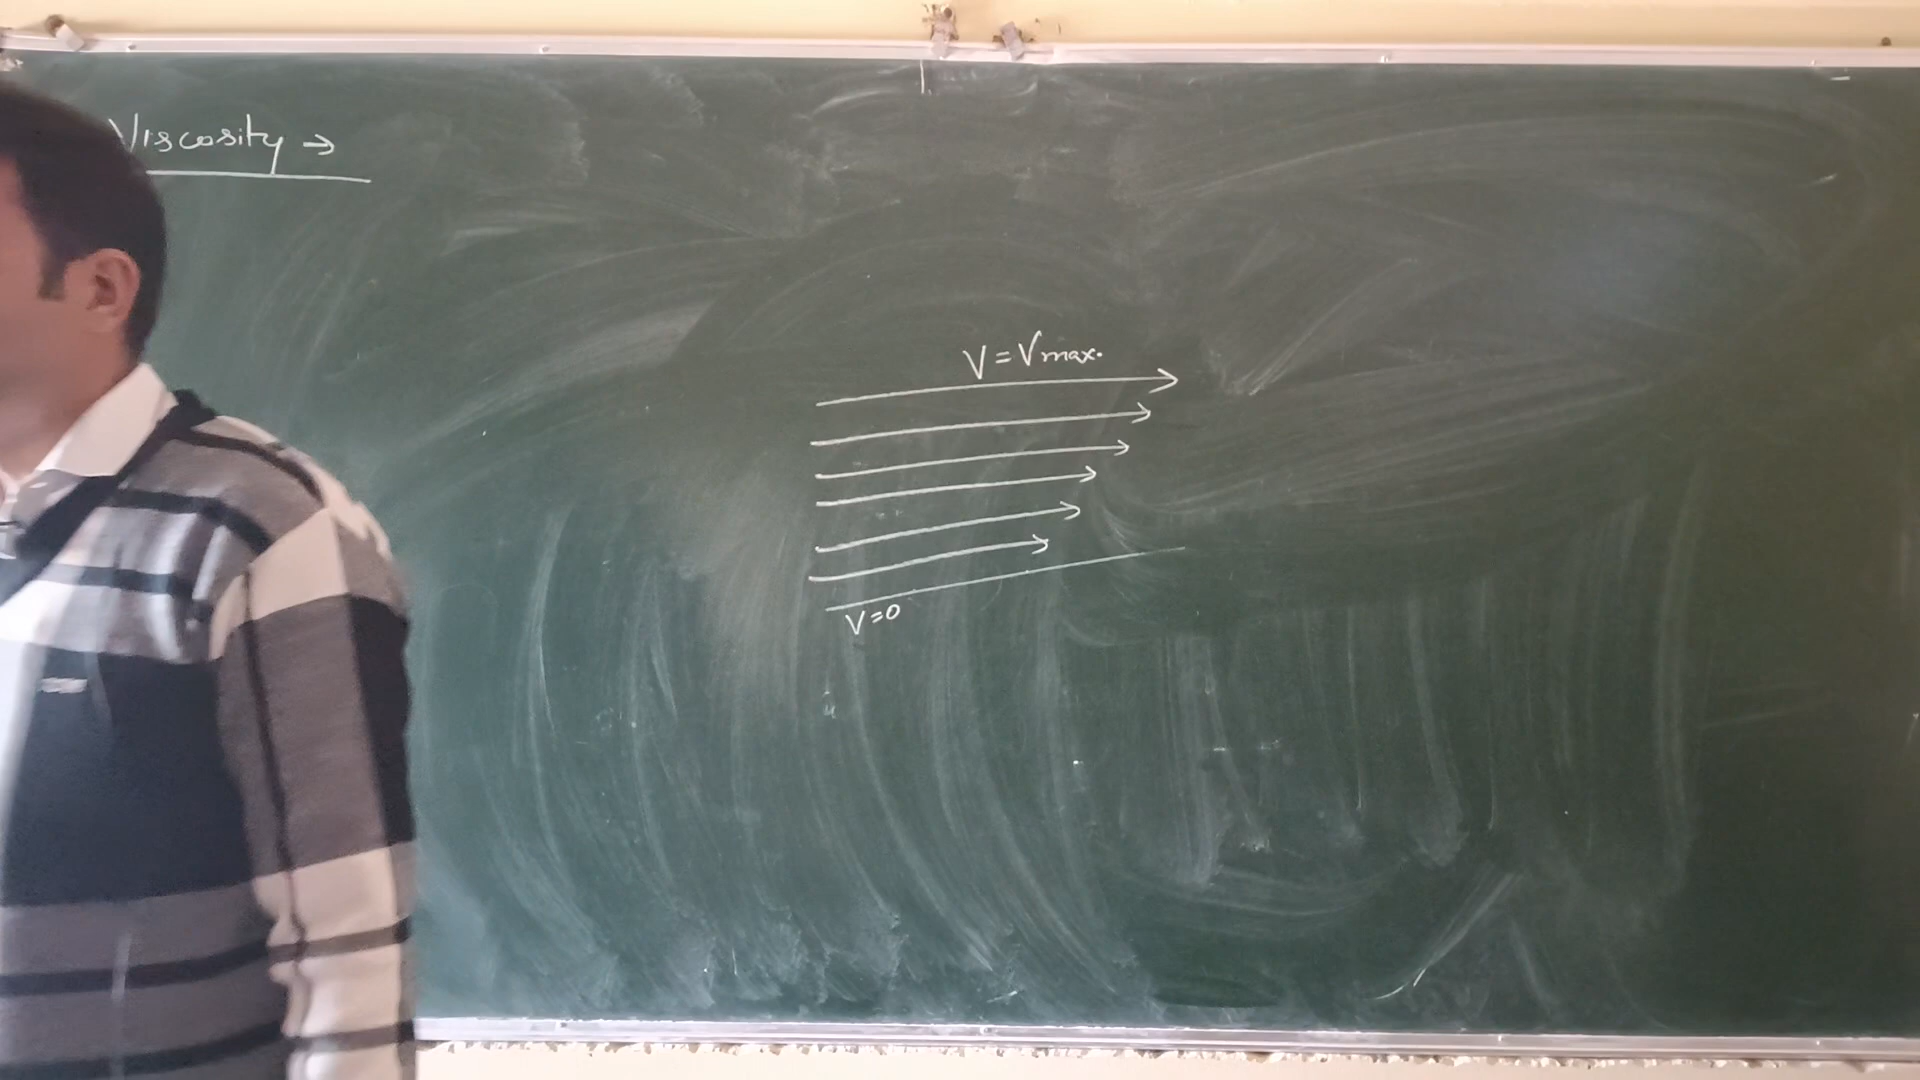 Viscosity →
V = Vmax.
V=0